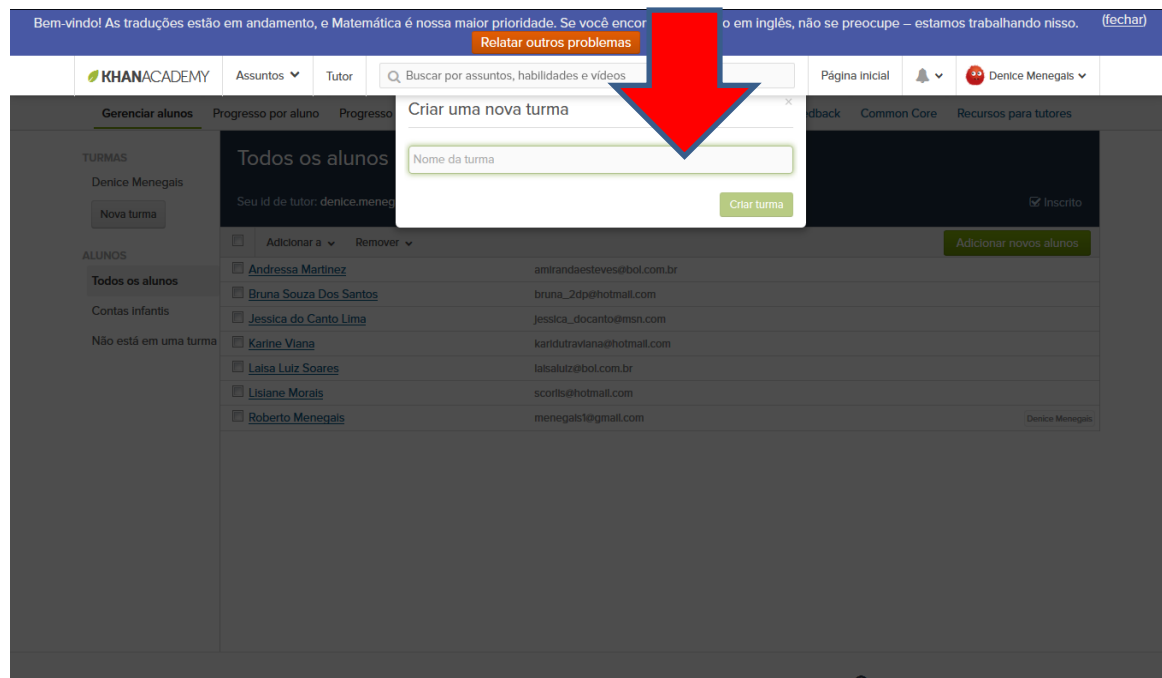 Bem-vindo! As traduções estão em andamento, e Matemática é nossa maior prioridade. Se você encor o em inglês, não se preocupe – estamos trabalhando nisso. (fechar)
Relatar outros problemas
KHANACADEMY Assuntos Tutor Buscar por assuntos, habilidades e vídeos Página inicial Denice Menegais
Gerenciar alunos Progresso por aluno Progresso dback Common Core Recursos para tutores
Criar uma nova turma ×
Nome da turma
Criar turma
TURMAS
Denice Menegais
Nova turma
ALUNOS
Todos os alunos
Contas infantis
Não está em uma turma
Todos os alunos
Seu id de tutor: denice.meneg Inscrito
Adicionar a Remover Adicionar novos alunos
Andressa Martinez amirandaesteves@bol.com.br
Bruna Souza Dos Santos bruna_2dp@hotmail.com
Jessica do Canto Lima jessica_docanto@msn.com
Karine Viana karidutraviana@hotmail.com
Laisa Luiz Soares laisaluiz@bol.com.br
Lisiane Morais scorlis@hotmail.com
Roberto Menegais menegais1@gmail.com Denice Menegais